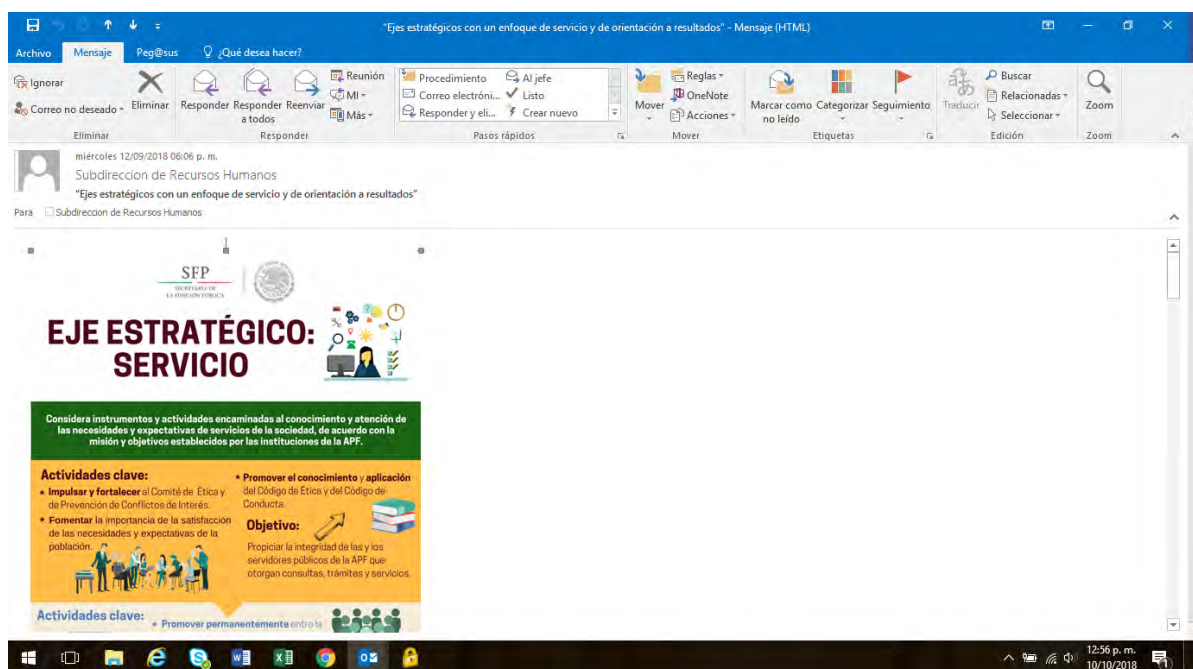 "Ejes estratégicos con un enfoque de servicio y de orientación a resultados" - Mensaje (HTML)
Archivo Mensaje Peg@sus ¿Qué desea hacer?
Ignorar
Correo no deseado
Eliminar
Responder
Responder a todos
Reenviar
Reunión
MI
Más
Procedimiento
Correo electróni...
Responder y eli...
Al jefe
Listo
Crear nuevo
Mover
Reglas
OneNote
Acciones
Marcar como no leído
Categorizar
Seguimiento
Traducir
Buscar
Relacionadas
Seleccionar
Zoom
Eliminar Responder Pasos rápidos Mover Etiquetas Edición Zoom
miércoles 12/09/2018 06:06 p. m.
Subdireccion de Recursos Humanos
"Ejes estratégicos con un enfoque de servicio y de orientación a resultados"
Para Subdireccion de Recursos Humanos
SFP
SECRETARÍA DE
LA FUNCIÓN PÚBLICA
EJE ESTRATÉGICO:
SERVICIO
Considera instrumentos y actividades encaminadas al conocimiento y atención de
las necesidades y expectativas de servicios de la sociedad, de acuerdo con la
misión y objetivos establecidos por las instituciones de la APF.
Actividades clave:
Impulsar y fortalecer al Comité de Ética y
de Prevención de Conflictos de Interés.
Fomentar la importancia de la satisfacción
de las necesidades y expectativas de la
población.
Promover el conocimiento y aplicación
del Código de Ética y del Código de
Conducta.
Objetivo:
Propiciar la integridad de las y los
servidores públicos de la APF que
otorgan consultas, trámites y servicios.
Actividades clave:
Promover permanentemente entre la
12:56 p. m.
10/10/2018